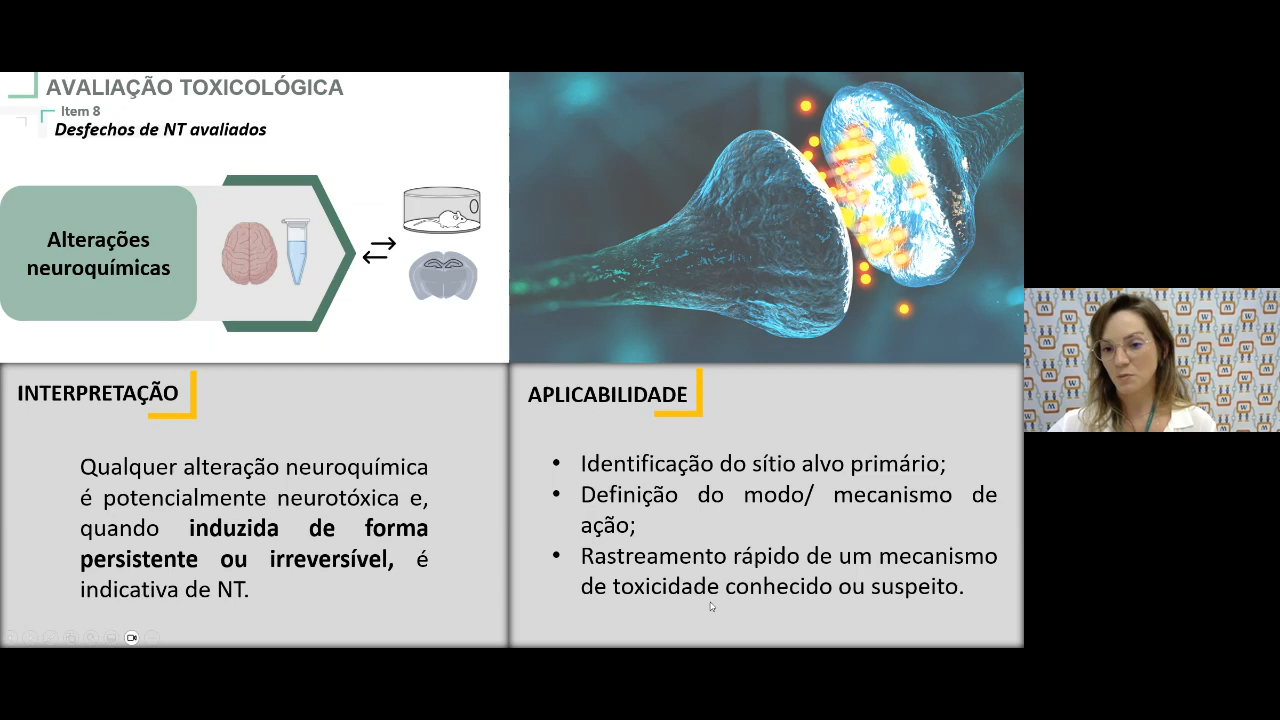 AVALIAÇÃO TOXICOLÓGICA
Item 8
Desfechos de NT avaliados
Alterações
neuroquímicas
INTERPRETAÇÃO
Qualquer alteração neuroquímica
é potencialmente neurotóxica e,
quando induzida de forma
persistente ou irreversível, é
indicativa de NT.
APLICABILIDADE
• Identificação do sítio alvo primário;
• Definição do modo/ mecanismo de
ação;
• Rastreamento rápido de um mecanismo
de toxicidade conhecido ou suspeito.